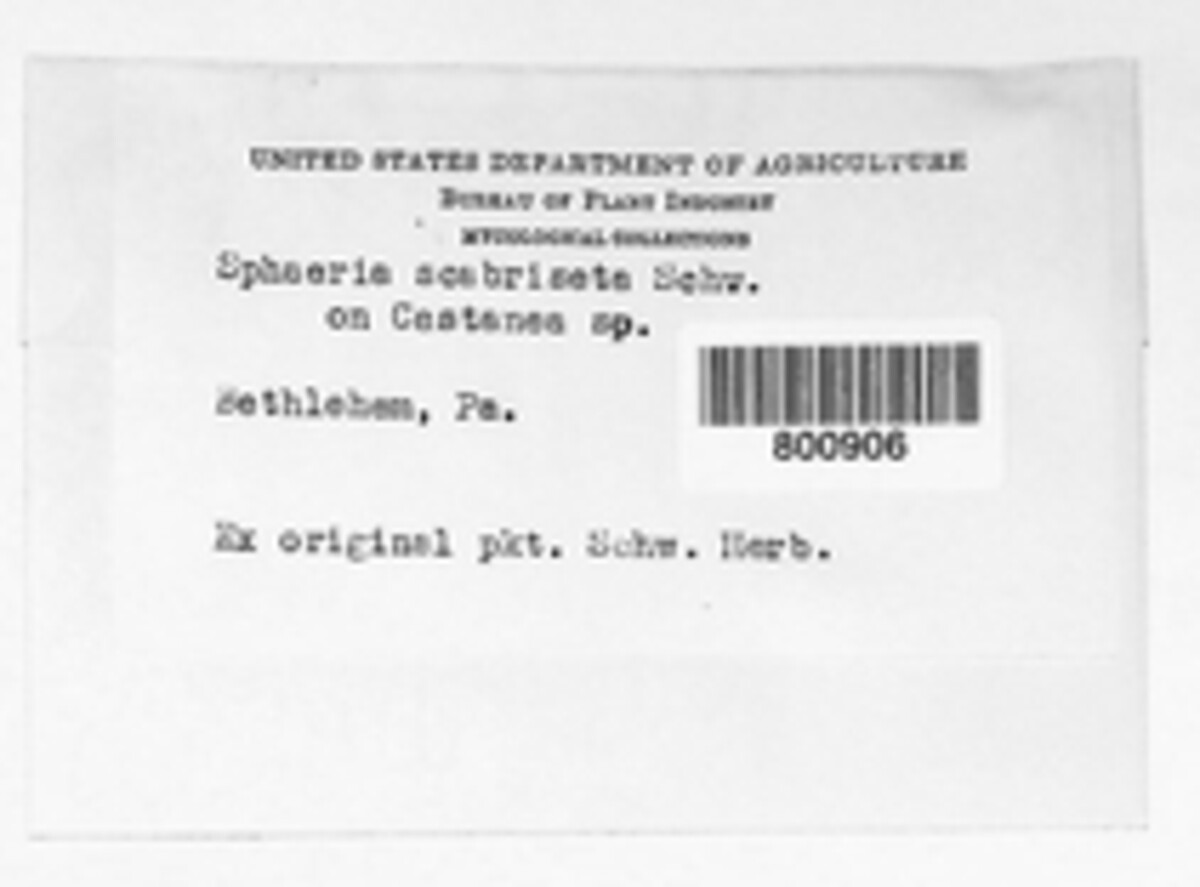 UNITED STATES DEPARTMENT OF AGRICULTURE
BUREAU OF PLANT INDUSTRY
MYCOLOGICAL COLLECTIONS
Sphaeria scabriseta Schw.
on Castanea sp.
Bethlehem, Pa.
800906
Ex original pkt. Schw. Herb.